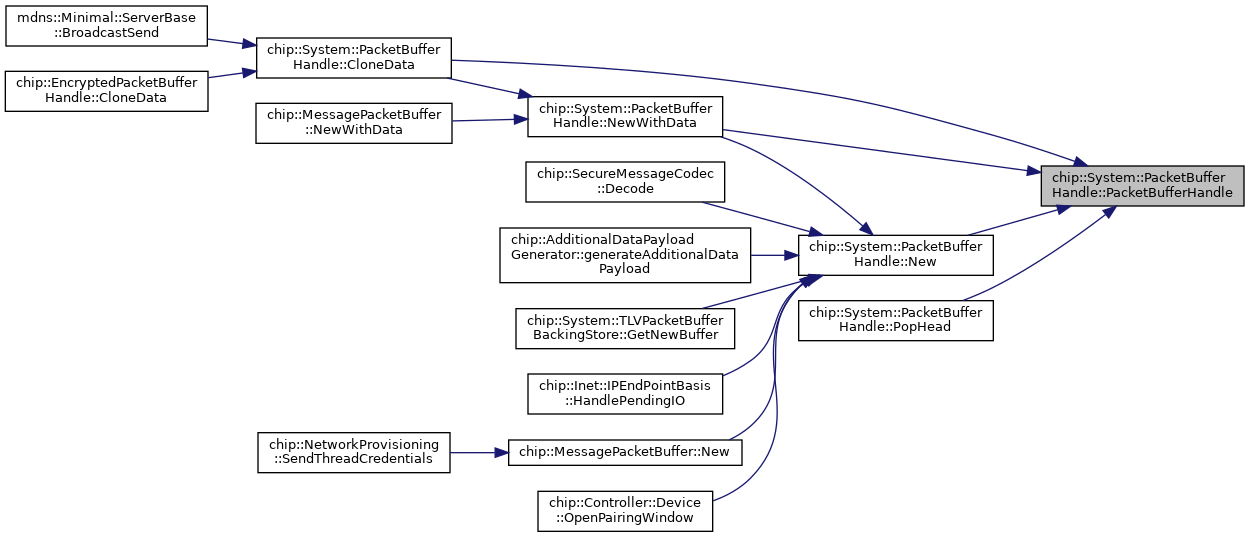 mdns::Minimal::ServerBase
::BroadcastSend
chip::EncryptedPacketBuffer
Handle::CloneData
chip::System::PacketBuffer
Handle::CloneData
chip::MessagePacketBuffer
::NewWithData
chip::System::PacketBuffer
Handle::NewWithData
chip::SecureMessageCodec
::Decode
chip::AdditionalDataPayload
Generator::generateAdditionalData
Payload
chip::System::TLVPacketBuffer
BackingStore::GetNewBuffer
chip::Inet::IPEndPointBasis
::HandlePendingIO
chip::NetworkProvisioning
::SendThreadCredentials
chip::MessagePacketBuffer::New
chip::Controller::Device
::OpenPairingWindow
chip::System::PacketBuffer
Handle::New
chip::System::PacketBuffer
Handle::PopHead
chip::System::PacketBuffer
Handle::PacketBufferHandle